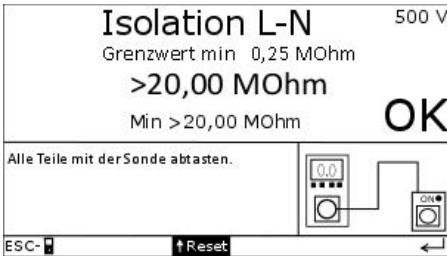 Isolation L-N 500 V
Grenzwert min 0,25 MOhm
>20,00 MOhm
Min >20,00 MOhm OK
Alle Teile mit der Sonde abtasten.
0.0
ON
ESC- ↑Reset